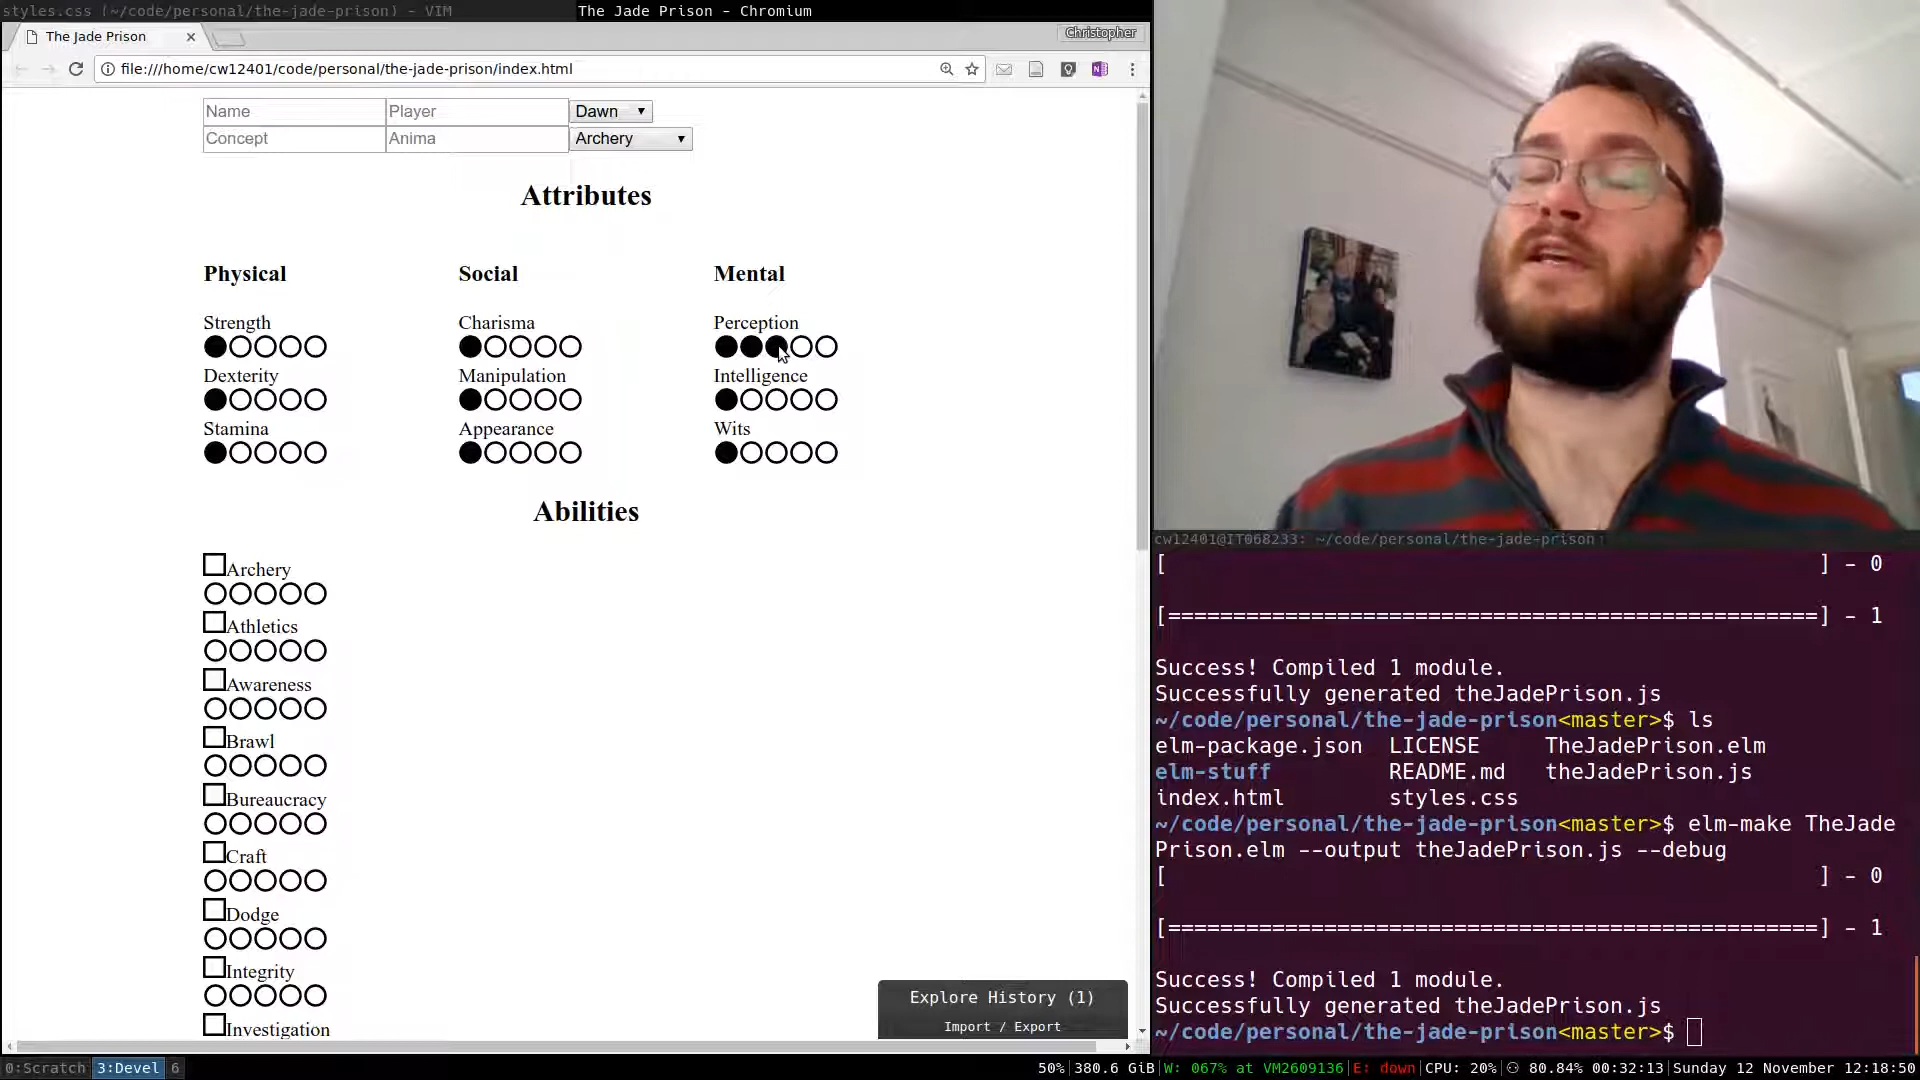 styles.css (~/code/personal/the-jade-prison) - VIM
The Jade Prison - Chromium
The Jade Prison
Christopher
file:///home/cw12401/code/personal/the-jade-prison/index.html
Name Player Dawn
Concept Anima Archery
Attributes
Physical Social Mental
Strength Charisma Perception
Dexterity Manipulation Intelligence
Stamina Appearance Wits
Abilities
Archery
Athletics
Awareness
Brawl
Bureaucracy
Craft
Dodge
Integrity
Investigation
Explore History (1)
Import / Export
cw12401@IT068233: ~/code/personal/the-jade-prison
[ ] - 0
[==================================================] - 1
Success! Compiled 1 module.
Successfully generated theJadePrison.js
~/code/personal/the-jade-prison<master>$ ls
elm-package.json LICENSE TheJadePrison.elm
elm-stuff README.md theJadePrison.js
index.html styles.css
~/code/personal/the-jade-prison<master>$ elm-make TheJade
Prison.elm --output theJadePrison.js --debug
[ ] - 0
[==================================================] - 1
Success! Compiled 1 module.
Successfully generated theJadePrison.js
~/code/personal/the-jade-prison<master>$
0:Scratch 3:Devel 6
50%|380.6 GiB|W: 067% at VM2609136|E: down|CPU: 20%| 80.84% 00:32:13|Sunday 12 November 12:18:50